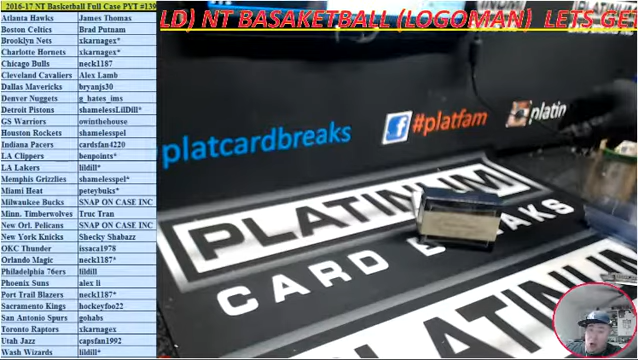 2016-17 NT Basketball Full Case PYT #139
Atlanta Hawks James Thomas
Boston Celtics Brad Putnam
Brooklyn Nets xkarnagex*
Charlotte Hornets xkarnagex*
Chicago Bulls neck1187
Cleveland Cavaliers Alex Lamb
Dallas Mavericks bryanjs30
Denver Nuggets g_hates_ims
Detroit Pistons shamelessLilDill*
GS Warriors owinthehouse
Houston Rockets shamelesspel
Indiana Pacers cardsfan4220
LA Clippers benpoints*
LA Lakers lildill*
Memphis Grizzlies shamelesspel*
Miami Heat peteybuks*
Milwaukee Bucks SNAP ON CASE INC
Minn. Timberwolves Truc Tran
New Orl. Pelicans SNAP ON CASE INC
New York Knicks Shecky Shabazz
OKC Thunder issaca1978
Orlando Magic neck1187*
Philadelphia 76ers lildill
Phoenix Suns alex li
Port Trail Blazers neck1187*
Sacramento Kings hockeyfoo22
San Antonio Spurs gohabs
Toronto Raptors xkarnagex
Utah Jazz capsfan1992
Wash Wizards lildill*
LD) NT BASAKETBALL (LOGOMAN) LETS GE
platcardbreaks
#platfam
platin
PLATINUM
CARD BREAKS
PLATINUM